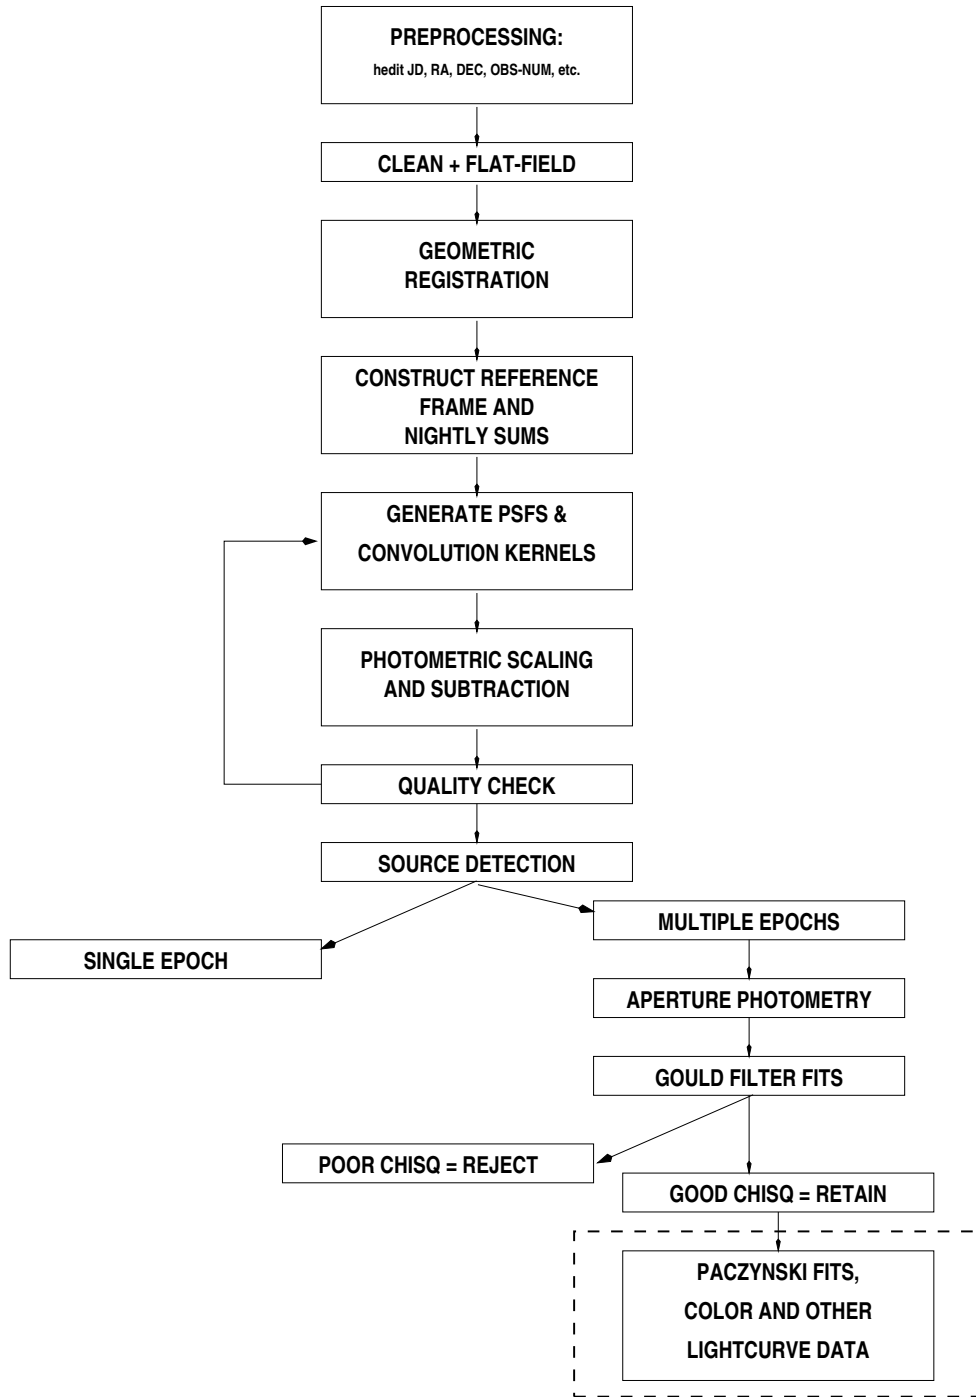 PREPROCESSING:
hedit JD, RA, DEC, OBS-NUM, etc.
CLEAN + FLAT-FIELD
GEOMETRIC
REGISTRATION
CONSTRUCT REFERENCE
FRAME AND
NIGHTLY SUMS
GENERATE PSFS &
CONVOLUTION KERNELS
PHOTOMETRIC SCALING
AND SUBTRACTION
QUALITY CHECK
SOURCE DETECTION
MULTIPLE EPOCHS
SINGLE EPOCH
APERTURE PHOTOMETRY
GOULD FILTER FITS
POOR CHISQ = REJECT
GOOD CHISQ = RETAIN
PACZYNSKI FITS,
COLOR AND OTHER
LIGHTCURVE DATA